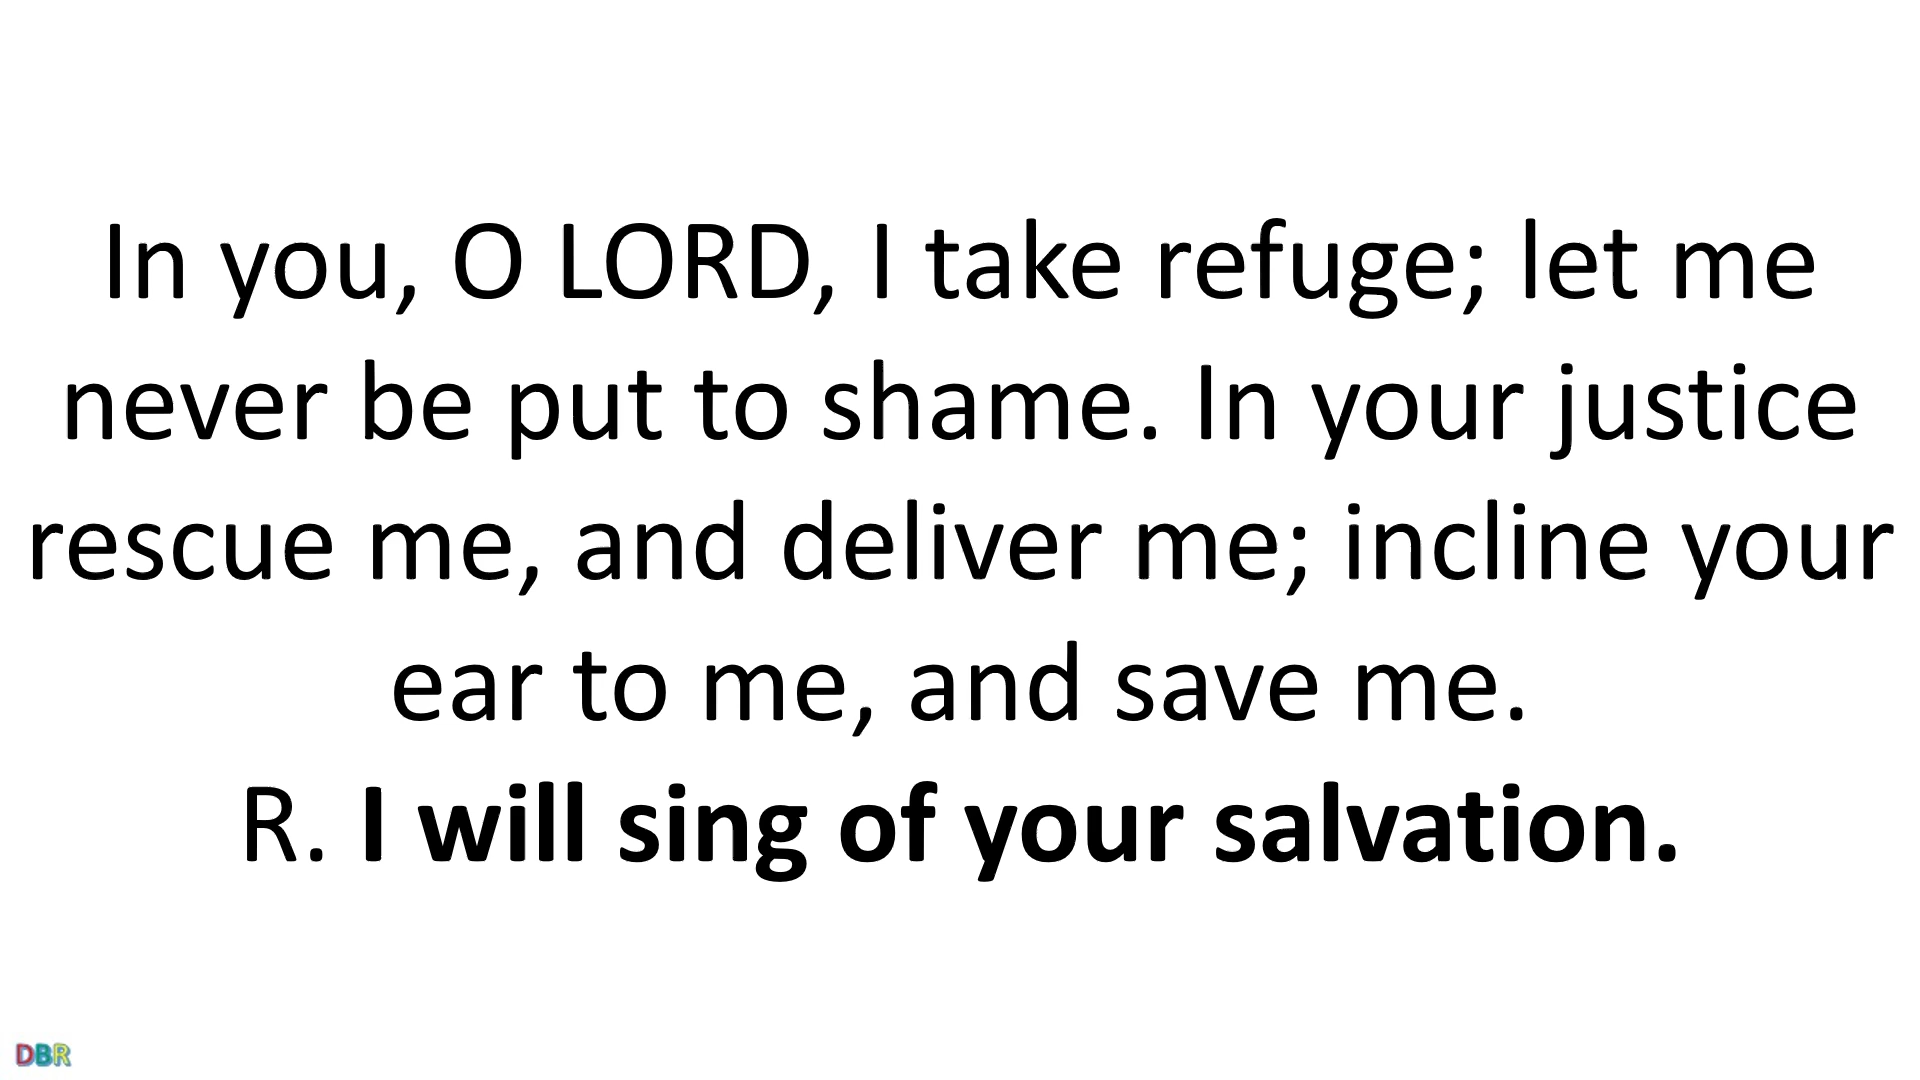 In you, O LORD, I take refuge; let me
never be put to shame. In your justice
rescue me, and deliver me; incline your
ear to me, and save me.
R. I will sing of your salvation.
DBR